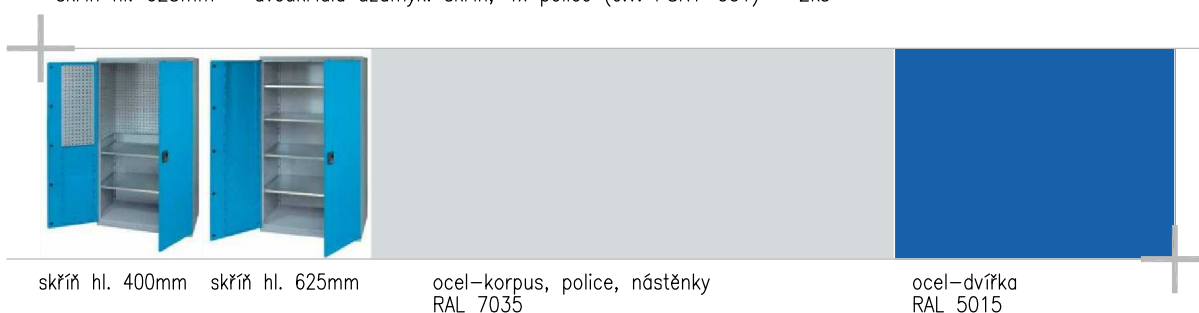 skříň hl. 400mm
skříň hl. 625mm
ocel-korpus, police, nástěnky
RAL 7035
ocel-dvířka
RAL 5015